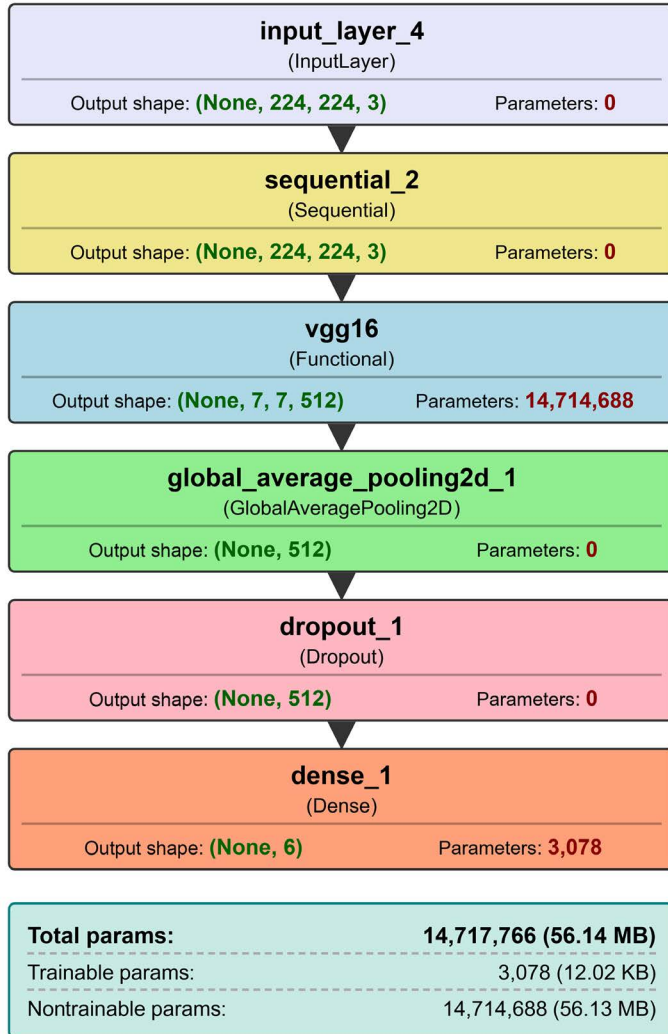 input_layer_4
(InputLayer)
Output shape: (None, 224, 224, 3) Parameters: 0
sequential_2
(Sequential)
Output shape: (None, 224, 224, 3) Parameters: 0
vgg16
(Functional)
Output shape: (None, 7, 7, 512) Parameters: 14,714,688
global_average_pooling2d_1
(GlobalAveragePooling2D)
Output shape: (None, 512) Parameters: 0
dropout_1
(Dropout)
Output shape: (None, 512) Parameters: 0
dense_1
(Dense)
Output shape: (None, 6) Parameters: 3,078
Total params: 14,717,766 (56.14 MB)
Trainable params: 3,078 (12.02 KB)
Nontrainable params: 14,714,688 (56.13 MB)